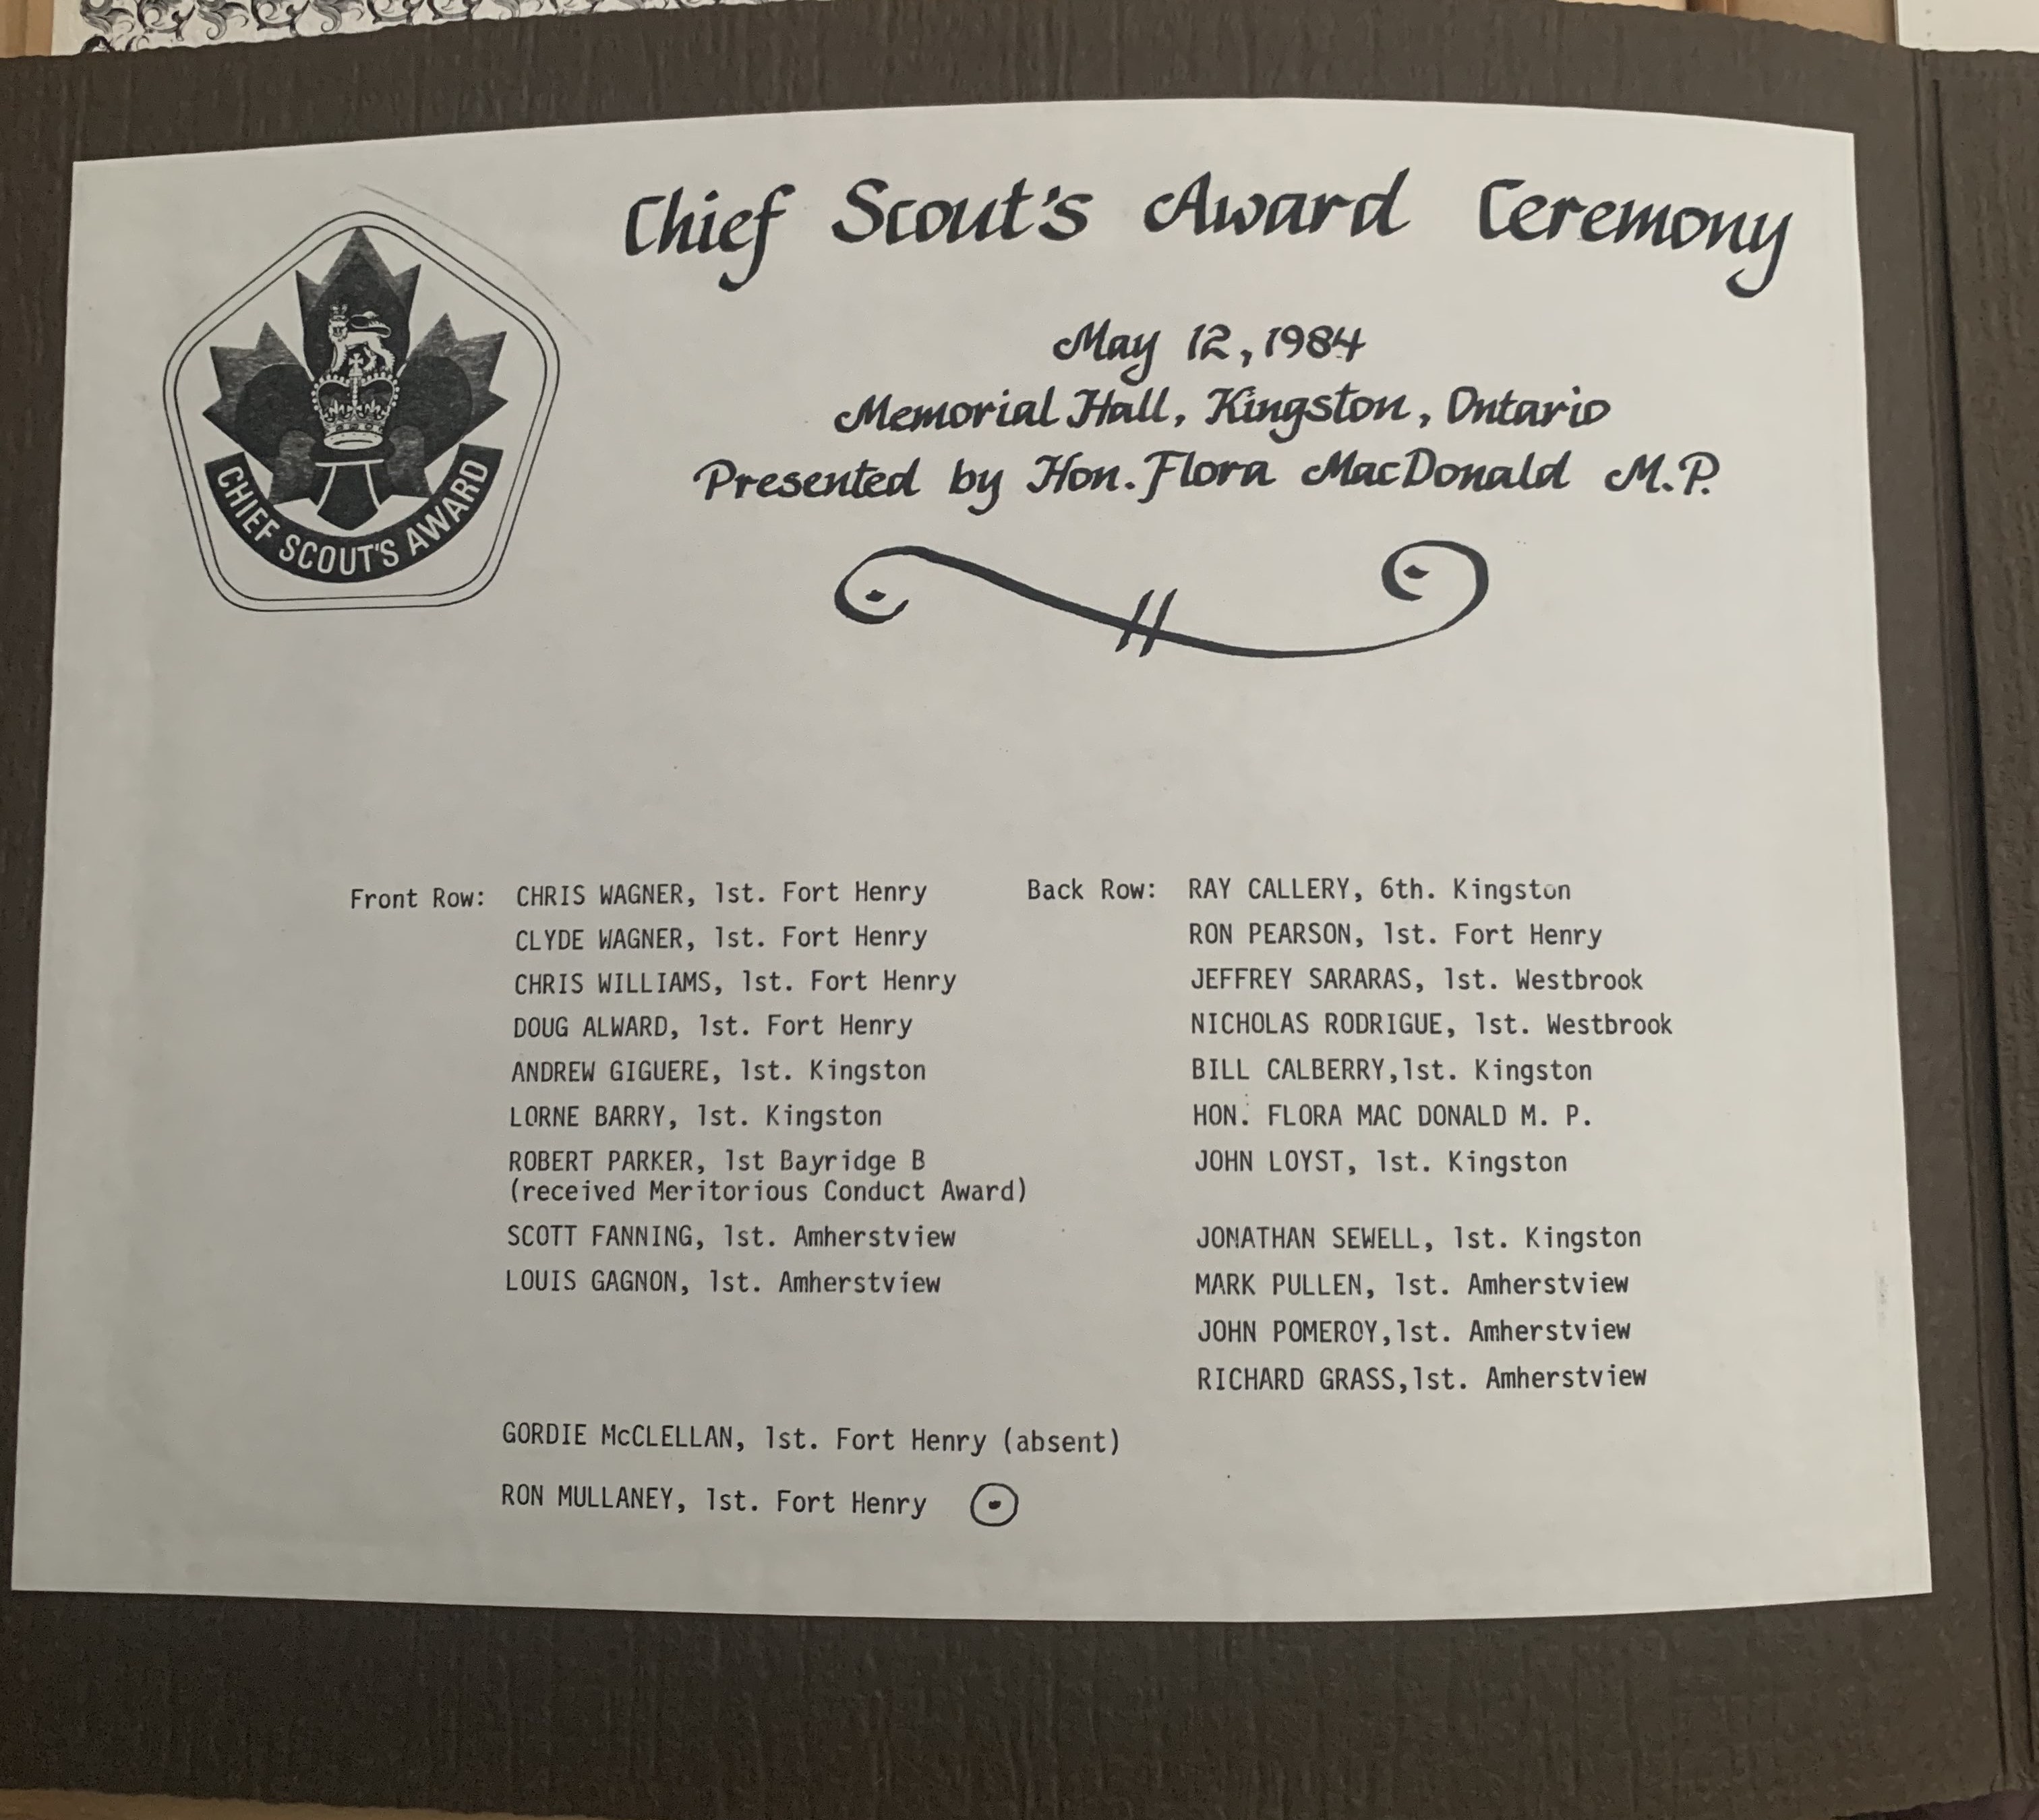 Chief Scout's Award Ceremony
May 12, 1984
Memorial Hall, Kingston, Ontario
Presented by Hon. Flora MacDonald M.P.
CHIEF SCOUT'S AWARD
Front Row: CHRIS WAGNER, 1st. Fort Henry
CLYDE WAGNER, 1st. Fort Henry
CHRIS WILLIAMS, 1st. Fort Henry
DOUG ALWARD, 1st. Fort Henry
ANDREW GIGUERE, 1st. Kingston
LORNE BARRY, 1st. Kingston
ROBERT PARKER, 1st Bayridge B
(received Meritorious Conduct Award)
SCOTT FANNING, 1st. Amherstview
LOUIS GAGNON, 1st. Amherstview
Back Row: RAY CALLERY, 6th. Kingston
RON PEARSON, 1st. Fort Henry
JEFFREY SARARAS, 1st. Westbrook
NICHOLAS RODRIGUE, 1st. Westbrook
BILL CALBERRY,1st. Kingston
HON. FLORA MAC DONALD M. P.
JOHN LOYST, 1st. Kingston
JONATHAN SEWELL, 1st. Kingston
MARK PULLEN, 1st. Amherstview
JOHN POMEROY,1st. Amherstview
RICHARD GRASS,1st. Amherstview
GORDIE McCLELLAN, 1st. Fort Henry (absent)
RON MULLANEY, 1st. Fort Henry